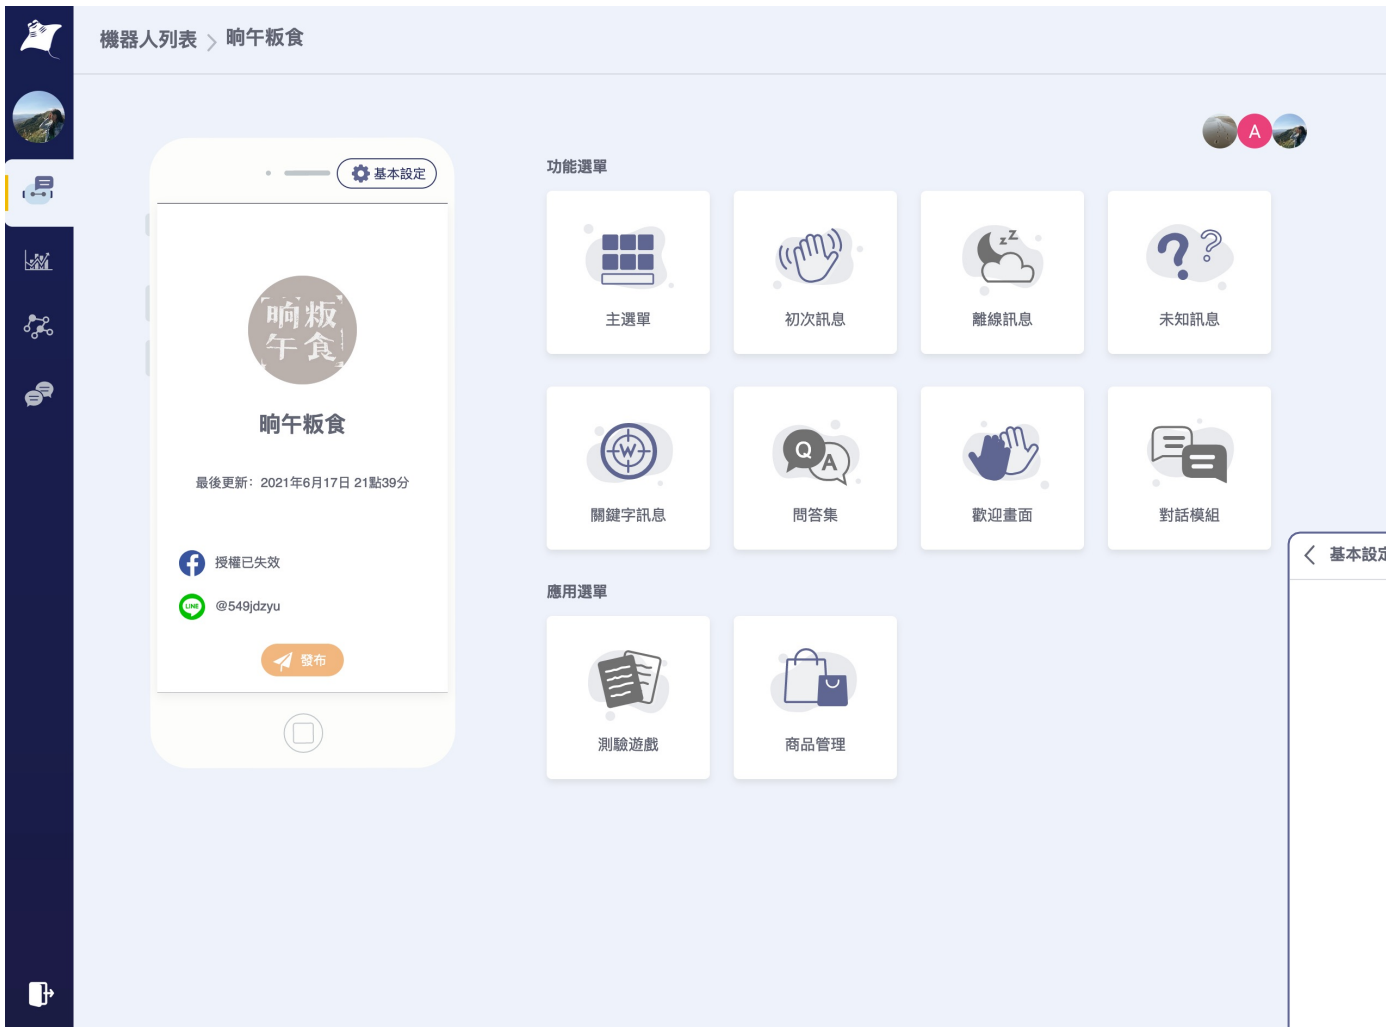 機器人列表 > 晌午粄食
A
基本設定
晌粄
午食
晌午粄食
最後更新：2021年6月17日 21點39分
授權已失效
LINE
@549jdzyu
發布
功能選單
zZ
? ?
主選單
初次訊息
離線訊息
未知訊息
W
Q A
關鍵字訊息
問答集
歡迎畫面
對話模組
應用選單
測驗遊戲
商品管理
基本設定